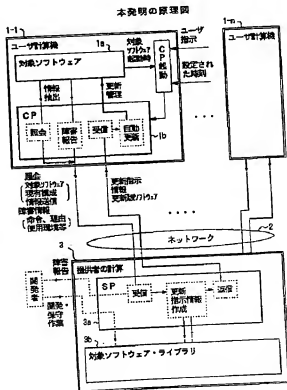 本発明の原理図
1-1
ユーザ計算機
1a
対象ソフトウェア
対象
ソフトウェア
起動時
CP
起動
ユーザ
指示
設定され
た時刻
1-n
ユーザ計算機
情報
抽出
更新
管理
CP
照会
障害
報告
受信
自動
更新
1b
照会
対象ソフトウェア
現有構成
情報送信
障害情報
命令、理由
使用環境等
更新指示
情報
更新版ソフトウェア
ネットワーク
2
3
障害
報告
開発者
開発・
保守
作業
提供者の計算
SP
3a
受信
更新
指示情報
作成
返信
3b
対象ソフトウェア・ライブラリ